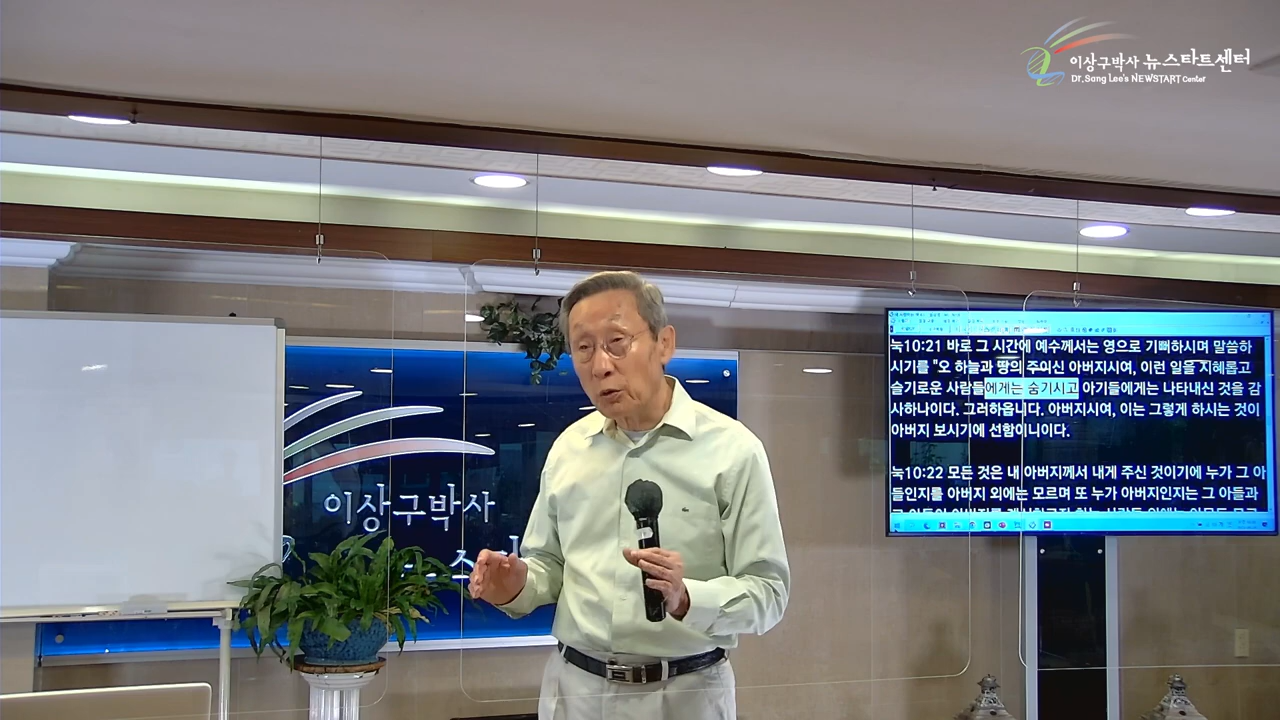 이상구박사 뉴스타트센터
Dr. Sang Lee's NEWSTART Center
이상구박사
눅10:21 바로 그 시간에 예수께서는 영으로 기뻐하시며 말씀하
시기를 "오 하늘과 땅의 주이신 아버지시여, 이런 일을 지혜롭고
슬기로운 사람들에게는 숨기시고 아기들에게는 나타내신 것을 감
사하나이다. 그러하옵니다. 아버지시여, 이는 그렇게 하시는 것이
아버지 보시기에 선함이니이다.
눅10:22 모든 것은 내 아버지께서 내게 주신 것이기에 누가 그 아
들인지를 아버지 외에는 모르며 또 누가 아버지인지는 그 아들과